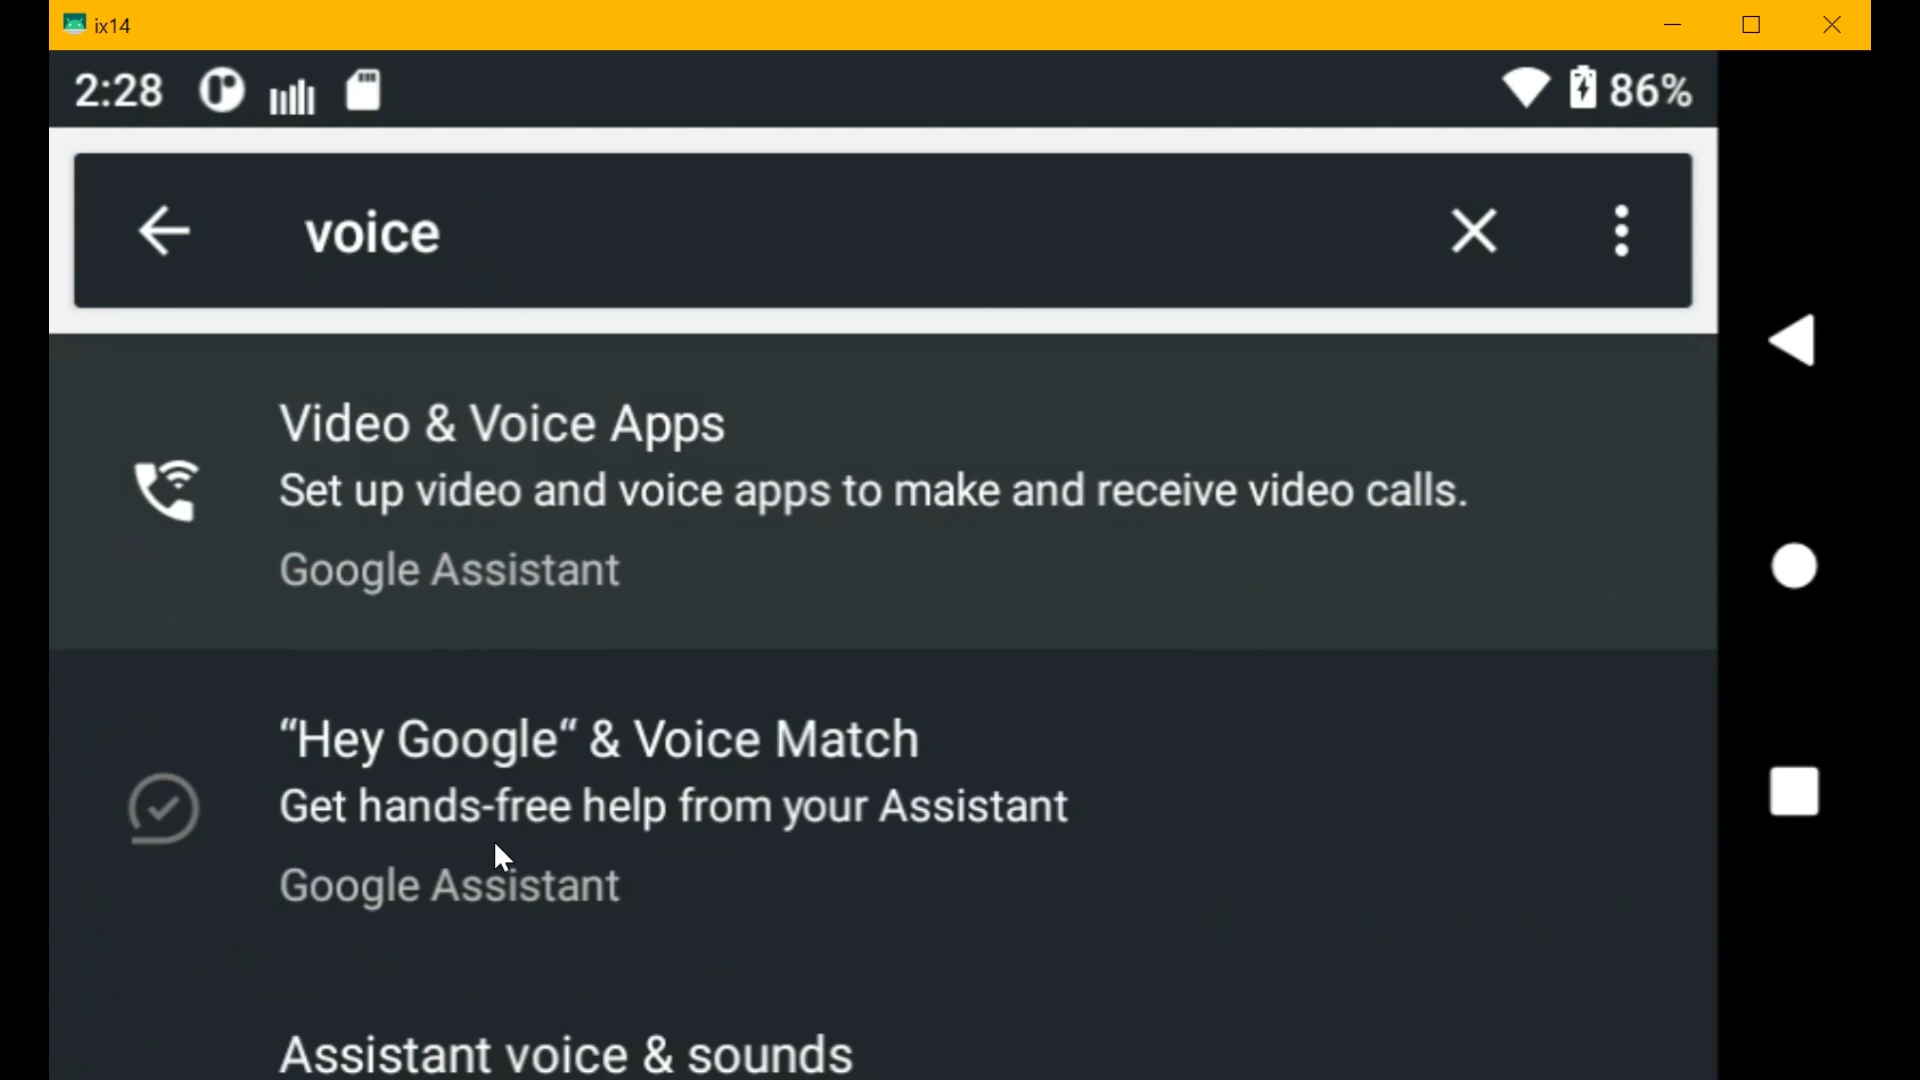 ix14
2:28
86%
voice
Video & Voice Apps
Set up video and voice apps to make and receive video calls.
Google Assistant
“Hey Google“ & Voice Match
Get hands-free help from your Assistant
Google Assistant
Assistant voice & sounds